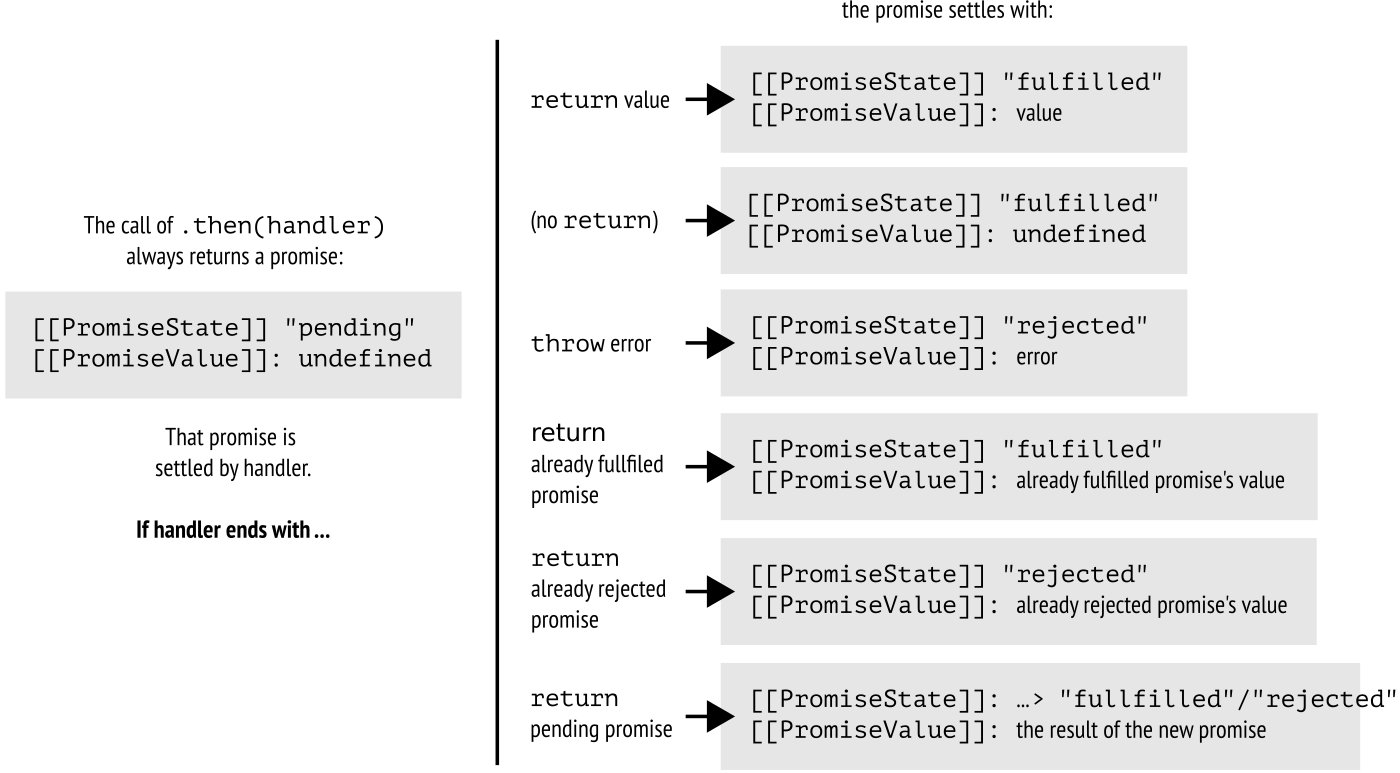 the promise settles with:
The call of .then(handler)
always returns a promise:
[[PromiseState]] "pending"
[[PromiseValue]]: undefined
That promise is
settled by handler.
If handler ends with ...
return value
[[PromiseState]] "fulfilled"
[[PromiseValue]]: value
(no return)
[[PromiseState]] "fulfilled"
[[PromiseValue]]: undefined
throw error
[[PromiseState]] "rejected"
[[PromiseValue]]: error
return
already fullfiled
promise
[[PromiseState]] "fulfilled"
[[PromiseValue]]: already fulfilled promise's value
return
already rejected
promise
[[PromiseState]] "rejected"
[[PromiseValue]]: already rejected promise's value
return
pending promise
[[PromiseState]]: …> "fullfilled"/"rejected"
[[PromiseValue]]: the result of the new promise